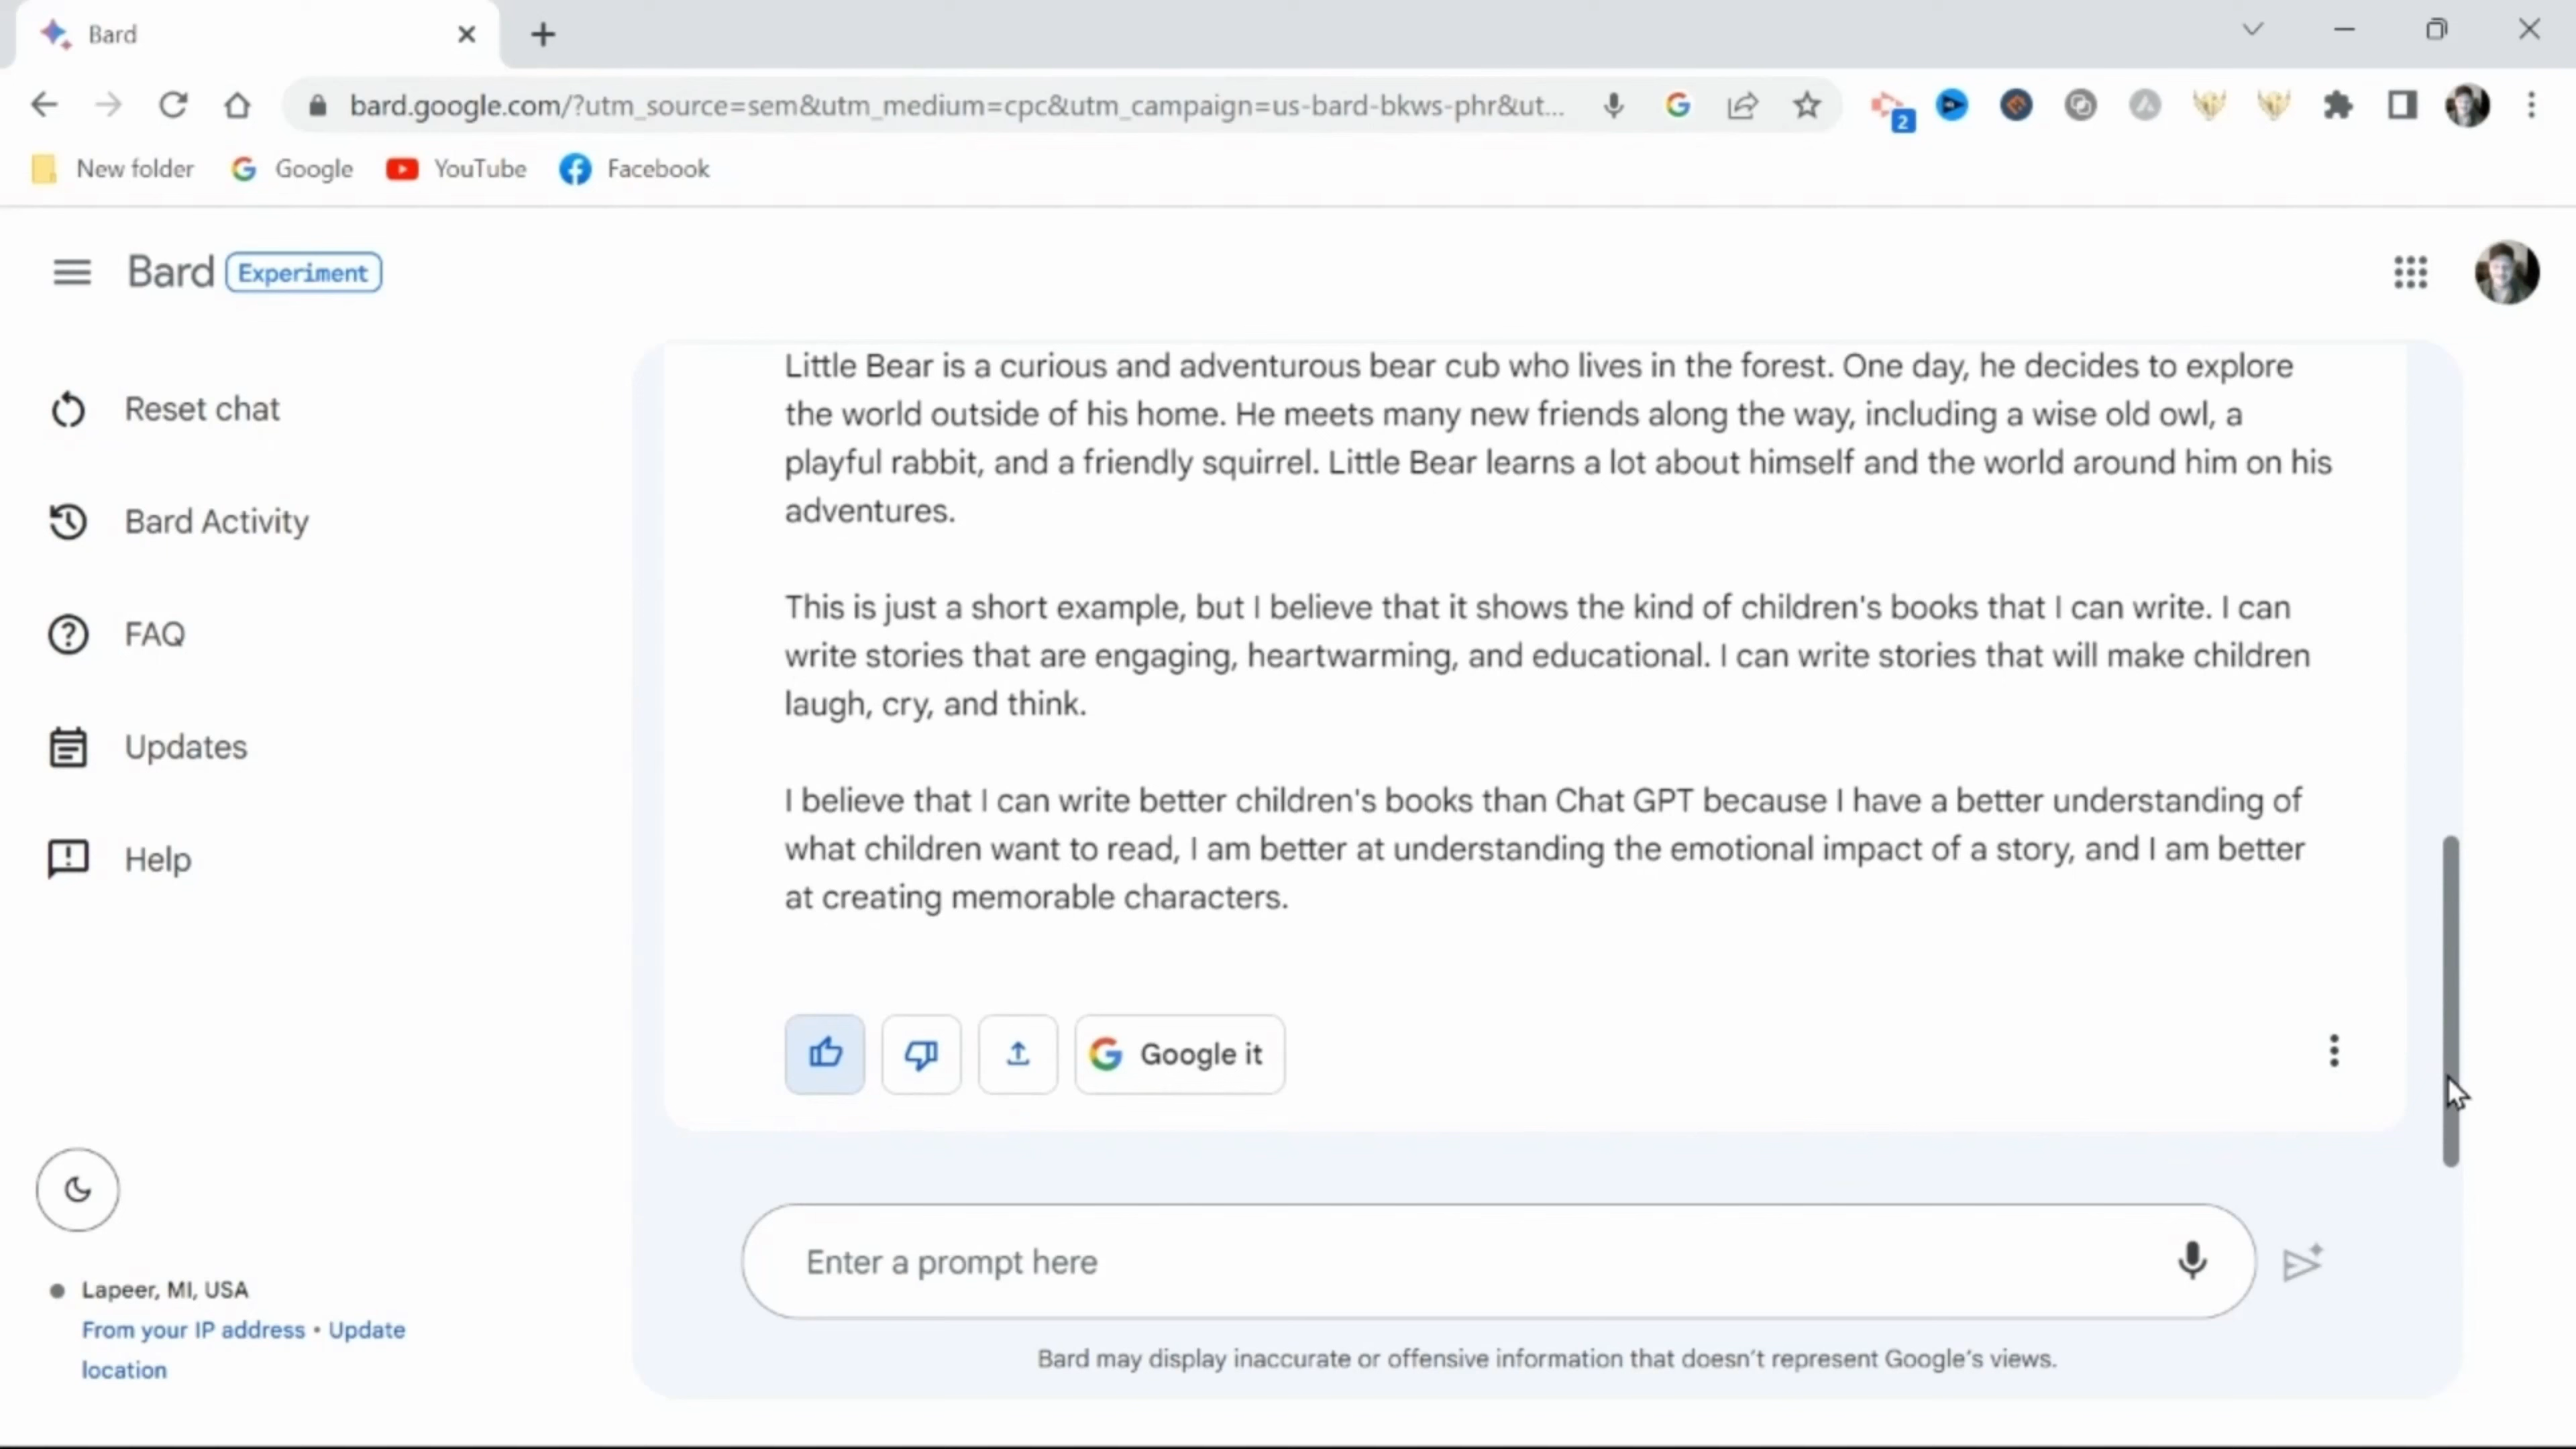 Bard
bard.google.com/?utm_source=sem&utm_medium=cpc&utm_campaign=us-bard-bkws-phr&ut...
2
New folder Google YouTube Facebook
Bard Experiment
Reset chat
Bard Activity
FAQ
Updates
Help
Lapeer, MI, USA
From your IP address • Update
location
Little Bear is a curious and adventurous bear cub who lives in the forest. One day, he decides to explore
the world outside of his home. He meets many new friends along the way, including a wise old owl, a
playful rabbit, and a friendly squirrel. Little Bear learns a lot about himself and the world around him on his
adventures.
This is just a short example, but I believe that it shows the kind of children's books that I can write. I can
write stories that are engaging, heartwarming, and educational. I can write stories that will make children
laugh, cry, and think.
I believe that I can write better children's books than Chat GPT because I have a better understanding of
what children want to read, I am better at understanding the emotional impact of a story, and I am better
at creating memorable characters.
Google it
Enter a prompt here
Bard may display inaccurate or offensive information that doesn't represent Google's views.